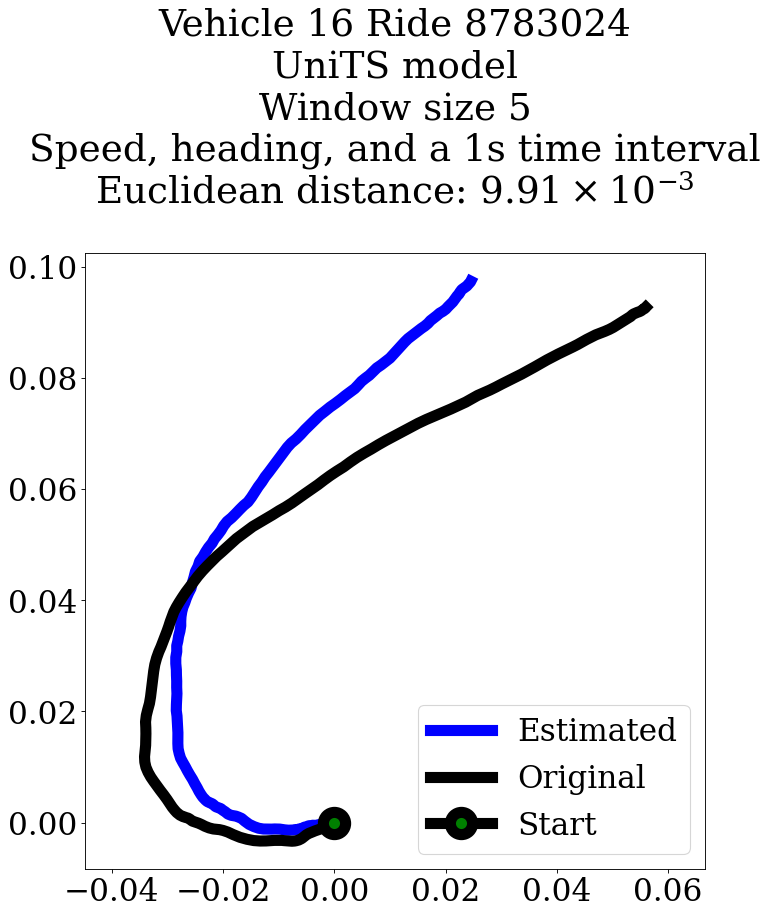 Vehicle 16 Ride 8783024
UniTS model
Window size 5
Speed, heading, and a 1s time interval
Euclidean distance: 9.91 × 10⁻³
0.10
0.08
0.06
0.04
0.02
0.00
Estimated
Original
Start
−0.04 −0.02 0.00 0.02 0.04 0.06